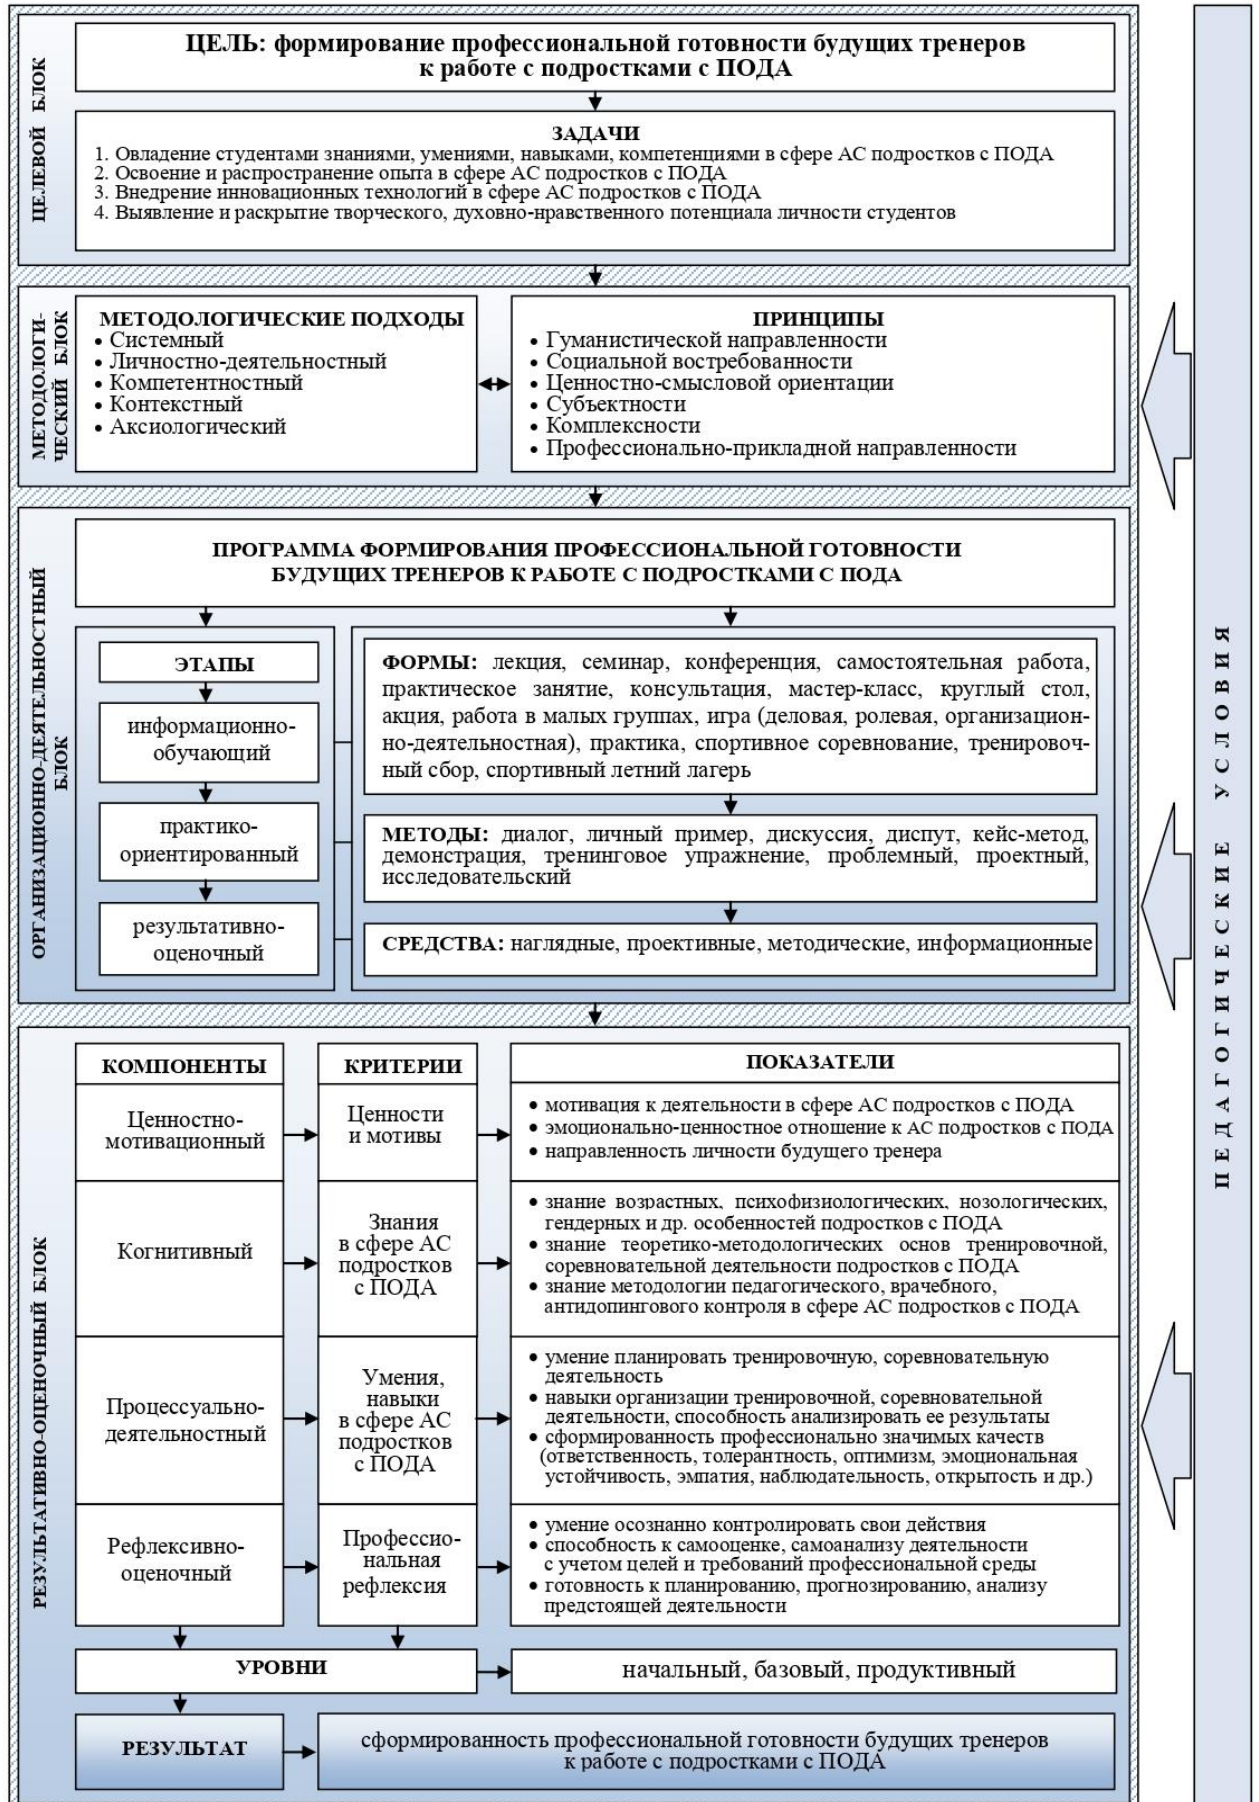 ЦЕЛЕВОЙ БЛОК
ЦЕЛЬ: формирование профессиональной готовности будущих тренеров
к работе с подростками с ПОДА
ЗАДАЧИ
1. Овладение студентами знаниями, умениями, навыками, компетенциями в сфере АС подростков с ПОДА
2. Освоение и распространение опыта в сфере АС подростков с ПОДА
3. Внедрение инновационных технологий в сфере АС подростков с ПОДА
4. Выявление и раскрытие творческого, духовно-нравственного потенциала личности студентов
МЕТОДОЛОГИ-
ЧЕСКИЙ БЛОК
МЕТОДОЛОГИЧЕСКИЕ ПОДХОДЫ
• Системный
• Личностно-деятельностный
• Компетентностный
• Контекстный
• Аксиологический
ПРИНЦИПЫ
• Гуманистической направленности
• Социальной востребованности
• Ценностно-смысловой ориентации
• Субъектности
• Комплексности
• Профессионально-прикладной направленности
ОРГАНИЗАЦИОННО-ДЕЯТЕЛЬНОСТНЫЙ
БЛОК
ПРОГРАММА ФОРМИРОВАНИЯ ПРОФЕССИОНАЛЬНОЙ ГОТОВНОСТИ
БУДУЩИХ ТРЕНЕРОВ К РАБОТЕ С ПОДРОСТКАМИ С ПОДА
ЭТАПЫ
информационно-
обучающий
практико-
ориентированный
результативно-
оценочный
ФОРМЫ: лекция, семинар, конференция, самостоятельная работа,
практическое занятие, консультация, мастер-класс, круглый стол,
акция, работа в малых группах, игра (деловая, ролевая, организацион-
но-деятельностная), практика, спортивное соревнование, тренировоч-
ный сбор, спортивный летний лагерь
МЕТОДЫ: диалог, личный пример, дискуссия, диспут, кейс-метод,
демонстрация, тренинговое упражнение, проблемный, проектный,
исследовательский
СРЕДСТВА: наглядные, проективные, методические, информационные
РЕЗУЛЬТАТИВНО-ОЦЕНОЧНЫЙ БЛОК
КОМПОНЕНТЫ
КРИТЕРИИ
ПОКАЗАТЕЛИ
Ценностно-
мотивационный
Ценности
и мотивы
• мотивация к деятельности в сфере АС подростков с ПОДА
• эмоционально-ценностное отношение к АС подростков с ПОДА
• направленность личности будущего тренера
Когнитивный
Знания
в сфере АС
подростков
с ПОДА
• знание возрастных, психофизиологических, нозологических,
гендерных и др. особенностей подростков с ПОДА
• знание теоретико-методологических основ тренировочной,
соревновательной деятельности подростков с ПОДА
• знание методологии педагогического, врачебного,
антидопингового контроля в сфере АС подростков с ПОДА
Процессуально-
деятельностный
Умения,
навыки
в сфере АС
подростков
с ПОДА
• умение планировать тренировочную, соревновательную
деятельность
• навыки организации тренировочной, соревновательной
деятельности, способность анализировать ее результаты
• сформированность профессионально значимых качеств
(ответственность, толерантность, оптимизм, эмоциональная
устойчивость, эмпатия, наблюдательность, открытость и др.)
Рефлексивно-
оценочный
Профессио-
нальная
рефлексия
• умение осознанно контролировать свои действия
• способность к самооценке, самоанализу деятельности
с учетом целей и требований профессиональной среды
• готовность к планированию, прогнозированию, анализу
предстоящей деятельности
УРОВНИ
начальный, базовый, продуктивный
РЕЗУЛЬТАТ
сформированность профессиональной готовности будущих тренеров
к работе с подростками с ПОДА
ПЕДАГОГИЧЕСКИЕ УСЛОВИЯ